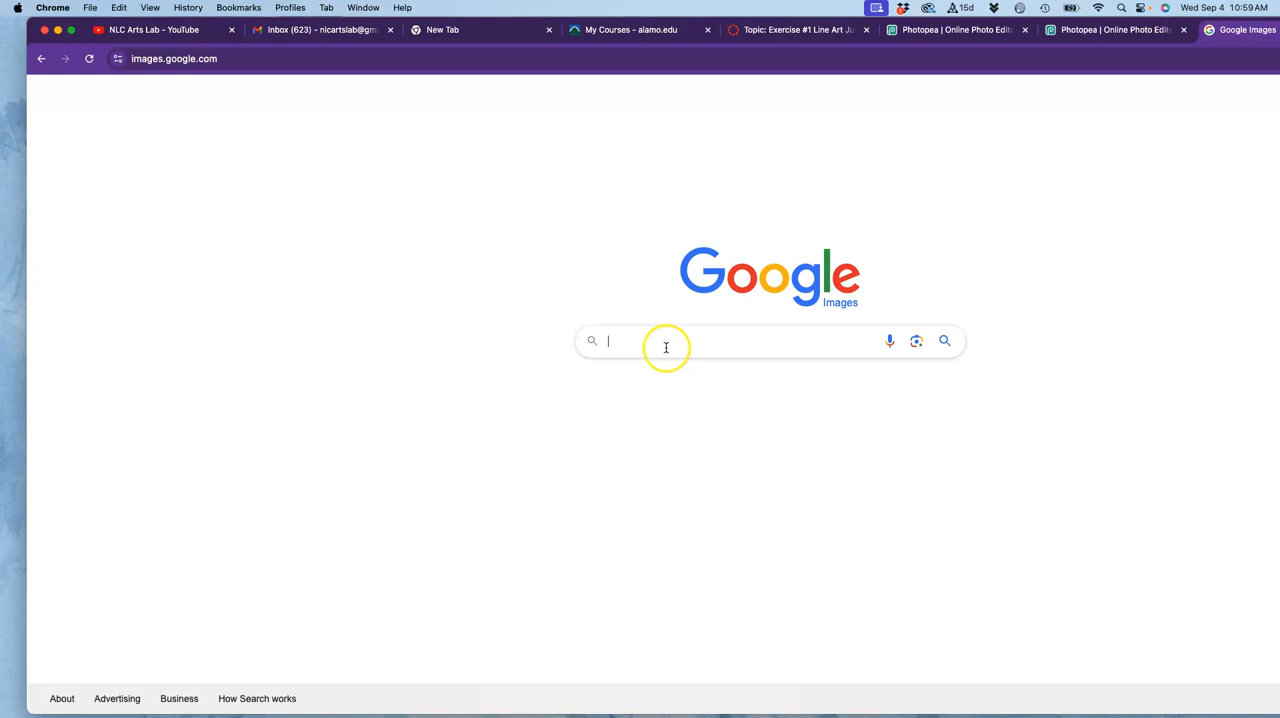 Chrome File Edit View History Bookmarks Profiles Tab Window Help 15d Wed Sep 4 10:59 AM
NLC Arts Lab - YouTube Inbox (623) - nlcartslab@gm New Tab My Courses - alamo.edu Topic: Exercise #1 Line Art Ju Photopea | Online Photo Edit Photopea | Online Photo Edit Google Images
images.google.com
Google
Images
About Advertising Business How Search works